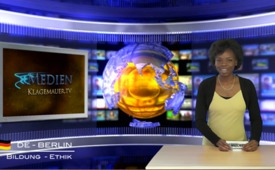 MEDIEN
KLAGEMAUER.TV
DE - BERLIN
BILDUNG - ETHIK